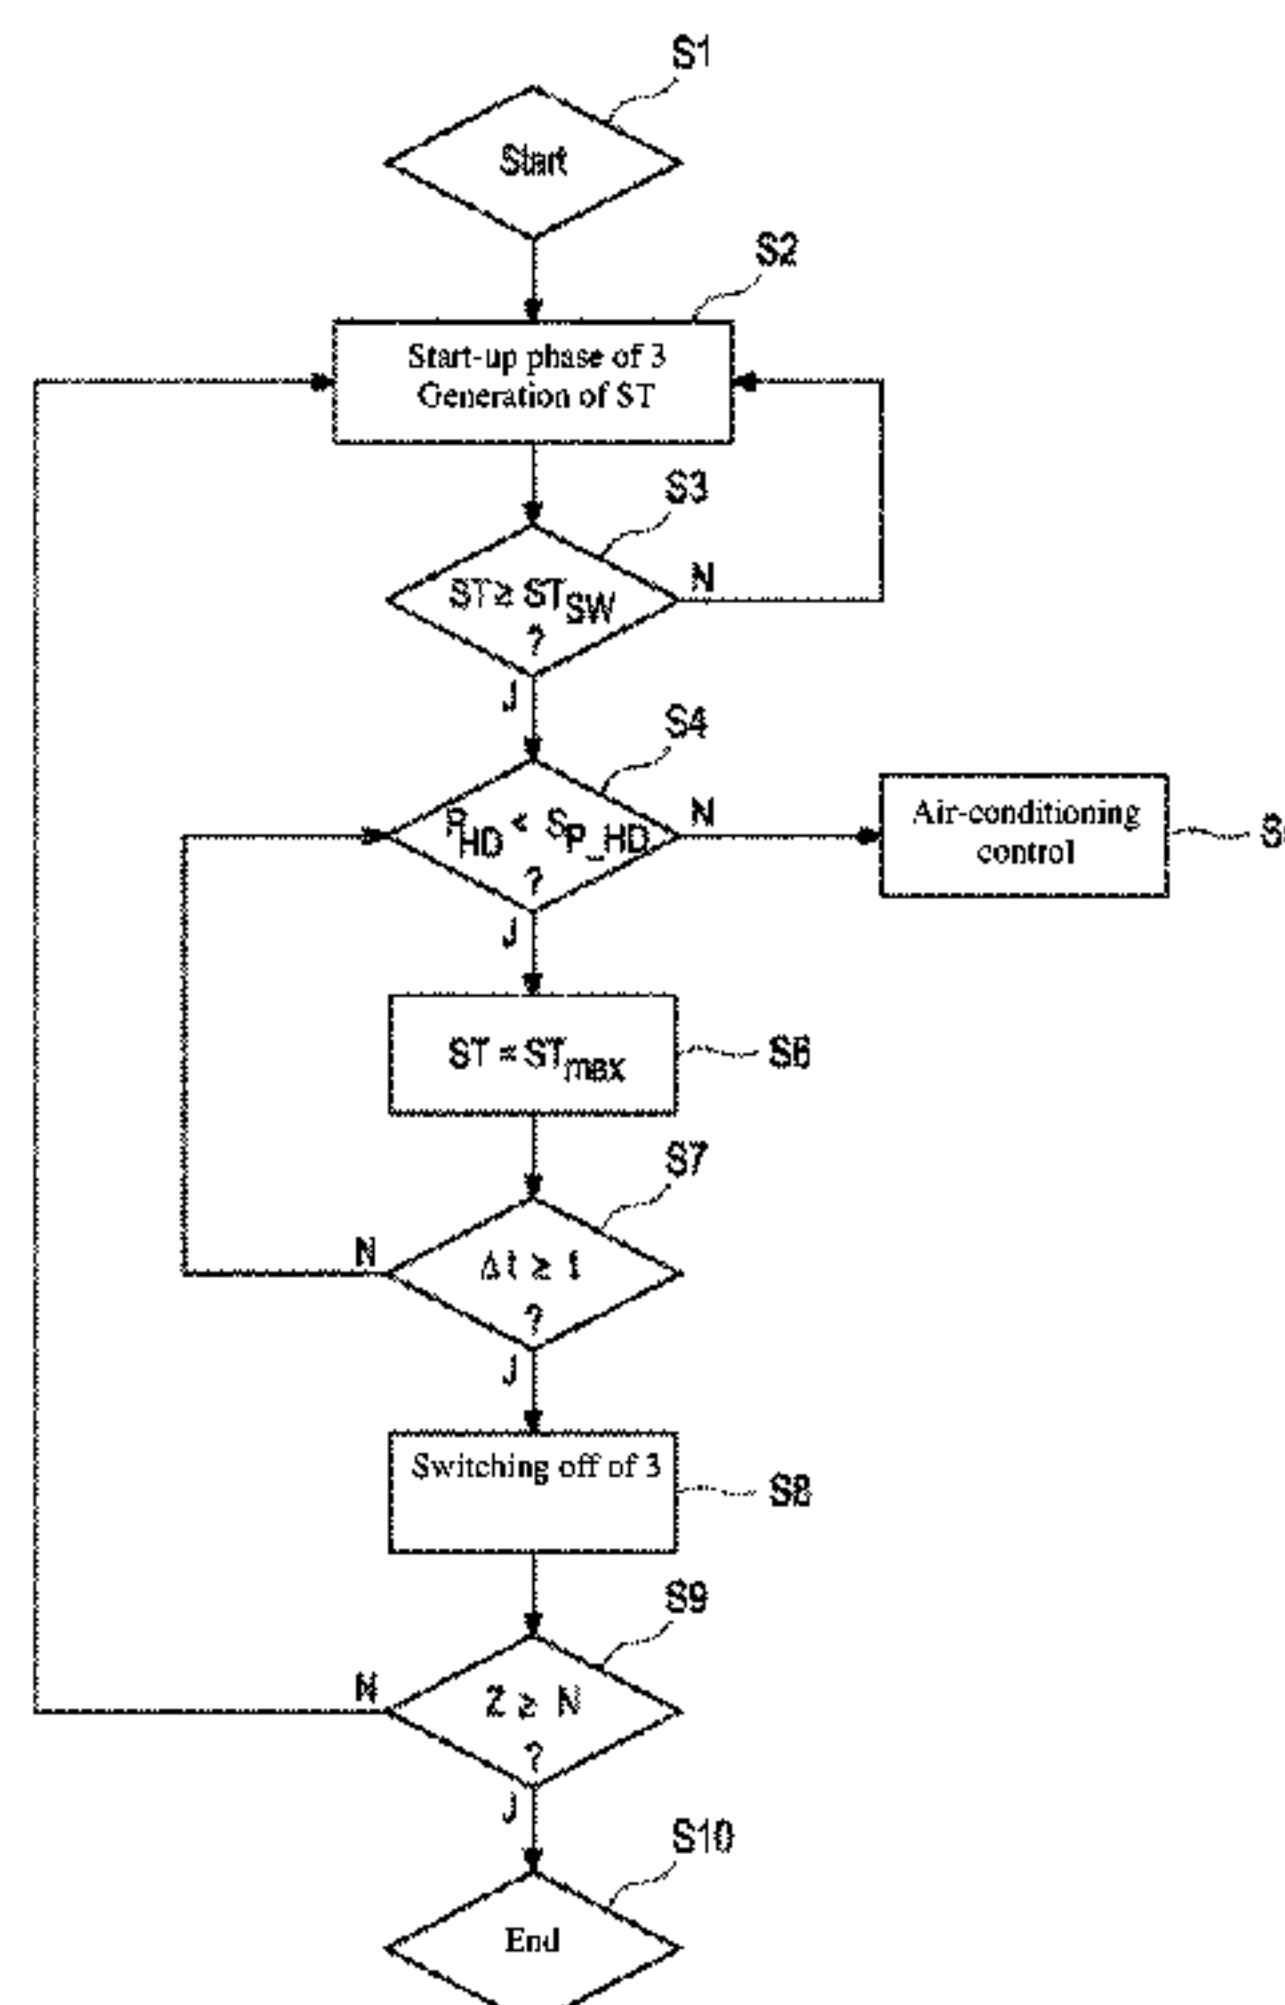 S1
Start
S2
Start-up phase of 3
Generation of ST
S3
ST ≥ ST_SW
?
N
J
S4
P_HD < S_P_HD
?
N
J
Air-conditioning
control
ST = ST_max
S6
S7
Δt ≥ t
?
N
J
Switching off of 3
S8
S9
Z ≥ N
?
N
J
S10
End